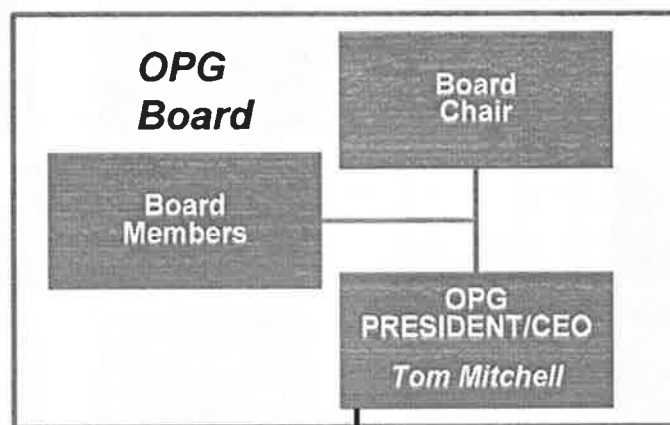 OPG
Board
Board
Chair
Board
Members
OPG
PRESIDENT/CEO
Tom Mitchell